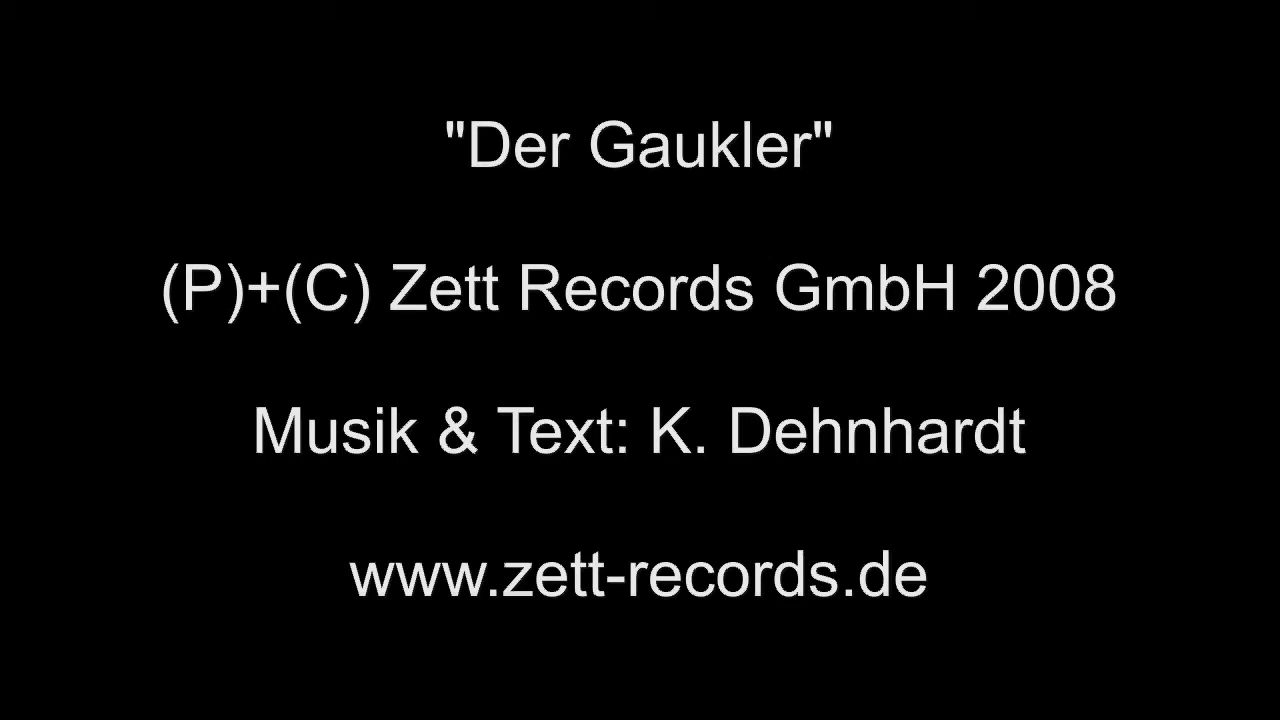 "Der Gaukler"
(P)+(C) Zett Records GmbH 2008
Musik & Text: K. Dehnhardt
www.zett-records.de